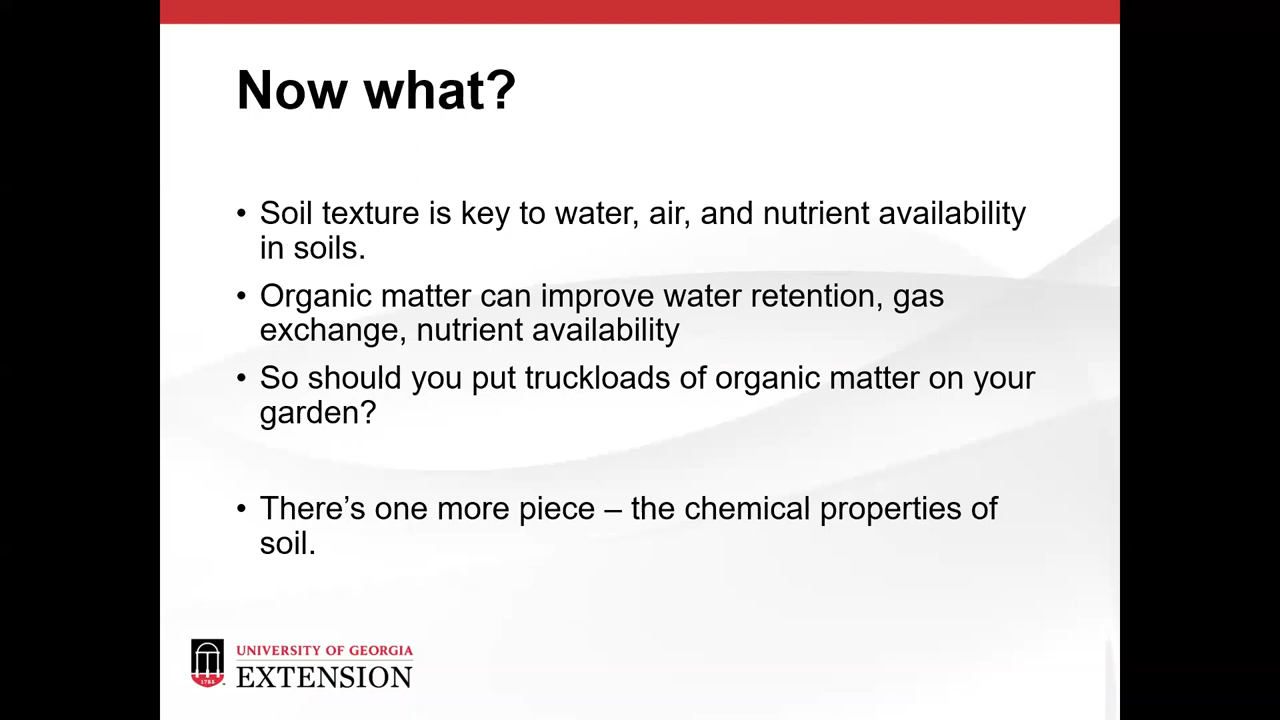 Now what?
• Soil texture is key to water, air, and nutrient availability
in soils.
• Organic matter can improve water retention, gas
exchange, nutrient availability
• So should you put truckloads of organic matter on your
garden?
• There’s one more piece – the chemical properties of
soil.
UNIVERSITY OF GEORGIA
EXTENSION